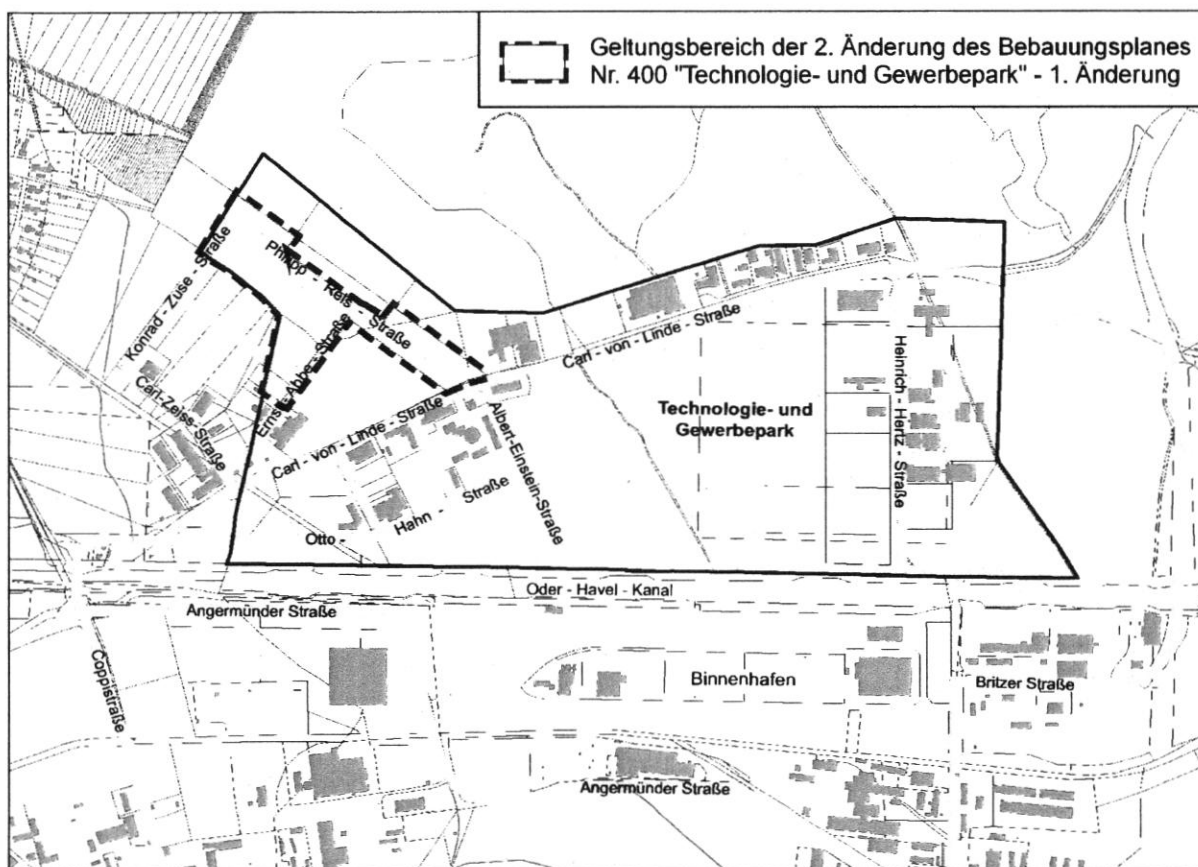 Geltungsbereich der 2. Änderung des Bebauungsplanes
Nr. 400 "Technologie- und Gewerbepark" - 1. Änderung
Konrad - Zuse - Straße
Philipp - Reis - Straße
Ernst - Abbe - Straße
Carl-Zeiss-Straße
Carl - von - Linde - Straße
Carl - von - Linde - Straße
Albert-Einstein-Straße
Otto - Hahn - Straße
Technologie- und
Gewerbepark
Heinrich - Hertz - Straße
Oder - Havel - Kanal
Angermünder Straße
Coppistraße
Binnenhafen
Britzer Straße
Angermünder Straße